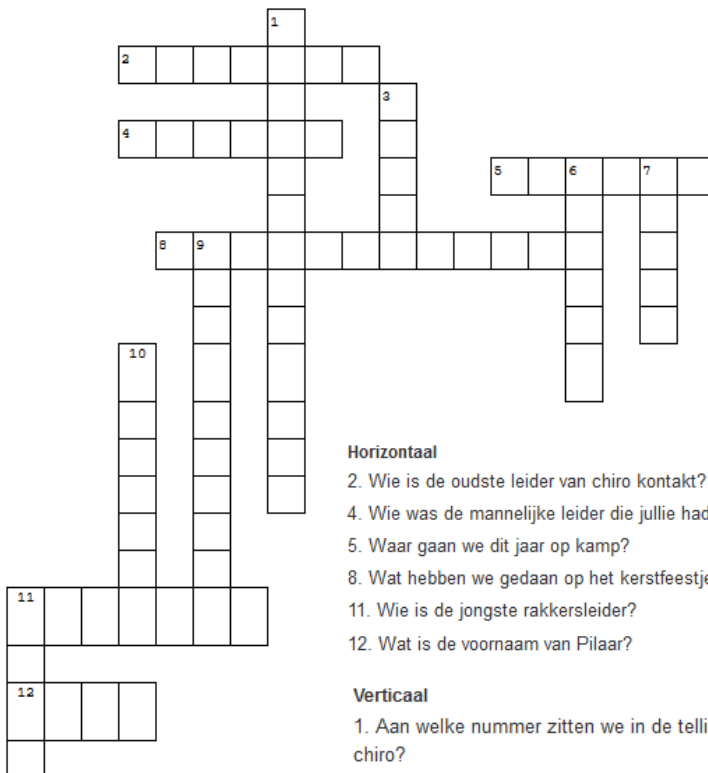 1
2
3
4
5 6 7
8 9
10
11
12
Horizontaal
2. Wie is de oudste leider van chiro kontakt?
4. Wie was de mannelijke leider die jullie had
5. Waar gaan we dit jaar op kamp?
8. Wat hebben we gedaan op het kerstfeestje
11. Wie is de jongste rakkersleider?
12. Wat is de voornaam van Pilaar?
Verticaal
1. Aan welke nummer zitten we in de telli
chiro?